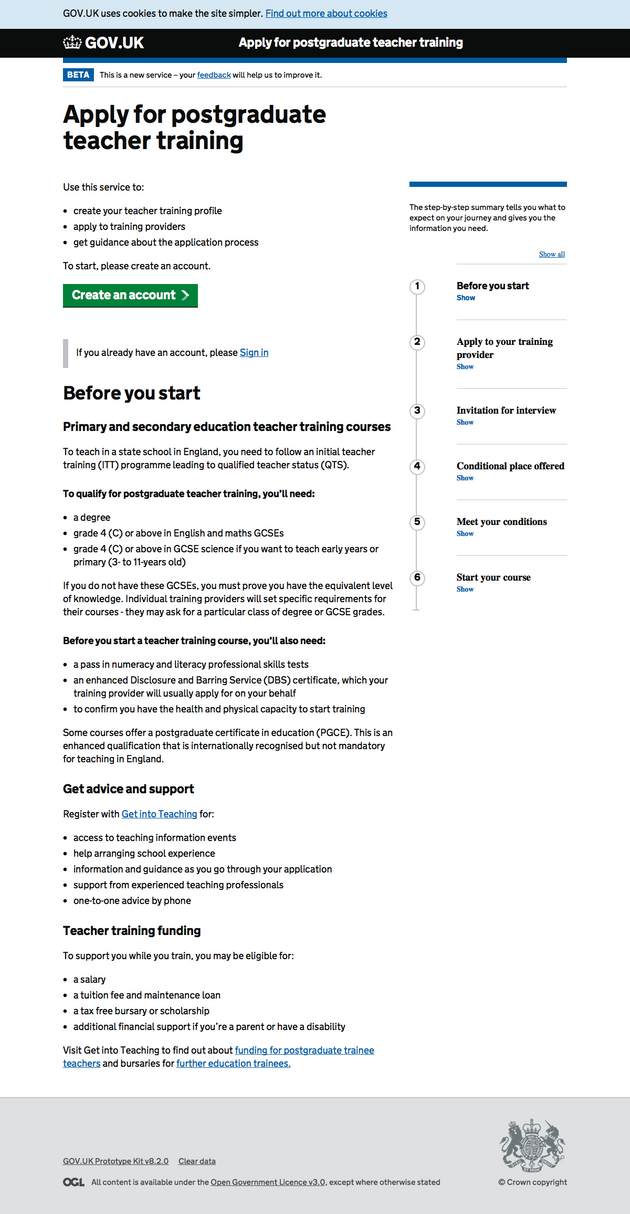 GOV.UK uses cookies to make the site simpler. Find out more about cookies
GOV.UK
Apply for postgraduate teacher training
BETA
This is a new service – your feedback will help us to improve it.
Apply for postgraduate
teacher training
Use this service to:
• create your teacher training profile
• apply to training providers
• get guidance about the application process
To start, please create an account.
Create an account
If you already have an account, please Sign in
Before you start
Primary and secondary education teacher training courses
To teach in a state school in England, you need to follow an initial teacher
training (ITT) programme leading to qualified teacher status (QTS).
To qualify for postgraduate teacher training, you’ll need:
• a degree
• grade 4 (C) or above in English and maths GCSEs
• grade 4 (C) or above in GCSE science if you want to teach early years or
primary (3- to 11-years old)
If you do not have these GCSEs, you must prove you have the equivalent level
of knowledge. Individual training providers will set specific requirements for
their courses - they may ask for a particular class of degree or GCSE grades.
Before you start a teacher training course, you’ll also need:
• a pass in numeracy and literacy professional skills tests
• an enhanced Disclosure and Barring Service (DBS) certificate, which your
training provider will usually apply for on your behalf
• to confirm you have the health and physical capacity to start training
Some courses offer a postgraduate certificate in education (PGCE). This is an
enhanced qualification that is internationally recognised but not mandatory
for teaching in England.
Get advice and support
Register with Get into Teaching for:
• access to teaching information events
• help arranging school experience
• information and guidance as you go through your application
• support from experienced teaching professionals
• one-to-one advice by phone
Teacher training funding
To support you while you train, you may be eligible for:
• a salary
• a tuition fee and maintenance loan
• a tax free bursary or scholarship
• additional financial support if you’re a parent or have a disability
Visit Get into Teaching to find out about funding for postgraduate trainee
teachers and bursaries for further education trainees.
The step-by-step summary tells you what to
expect on your journey and gives you the
information you need.
Show all
1
Before you start
Show
2
Apply to your training
provider
Show
3
Invitation for interview
Show
4
Conditional place offered
Show
5
Meet your conditions
Show
6
Start your course
Show
GOV.UK Prototype Kit v8.2.0 Clear data
OGL All content is available under the Open Government Licence v3.0, except where otherwise stated
© Crown copyright